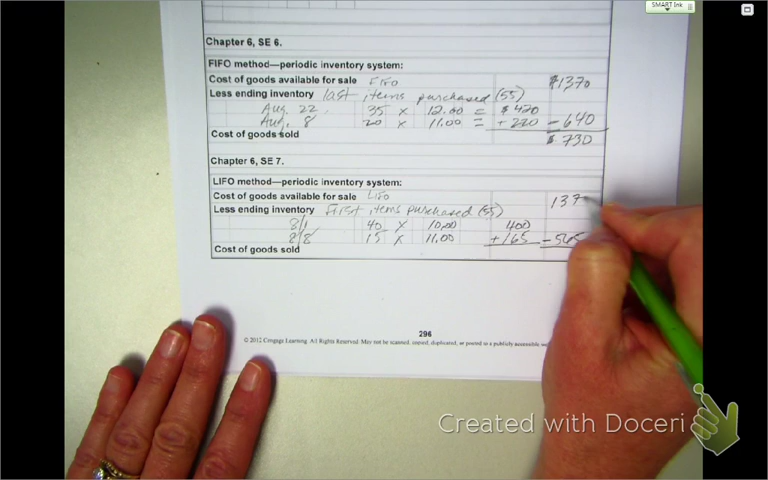 SMART Ink
Chapter 6, SE 6.
FIFO method—periodic inventory system:
Cost of goods available for sale FIFO $1370
Less ending inventory last items purchased (55)
Aug. 22 35 x 12.00 = $420
Aug. 8 20 x 11.00 = + 220 - 640
Cost of goods sold $ 730
Chapter 6, SE 7.
LIFO method—periodic inventory system:
Cost of goods available for sale LIFO 137
Less ending inventory First items purchased (55)
8/1 40 x 10.00 400
8/8 15 x 11.00 +165 - 565
Cost of goods sold
296
© 2012 Cengage Learning. All Rights Reserved. May not be scanned, copied, duplicated, or posted to a publicly accessible
Created with Doceri